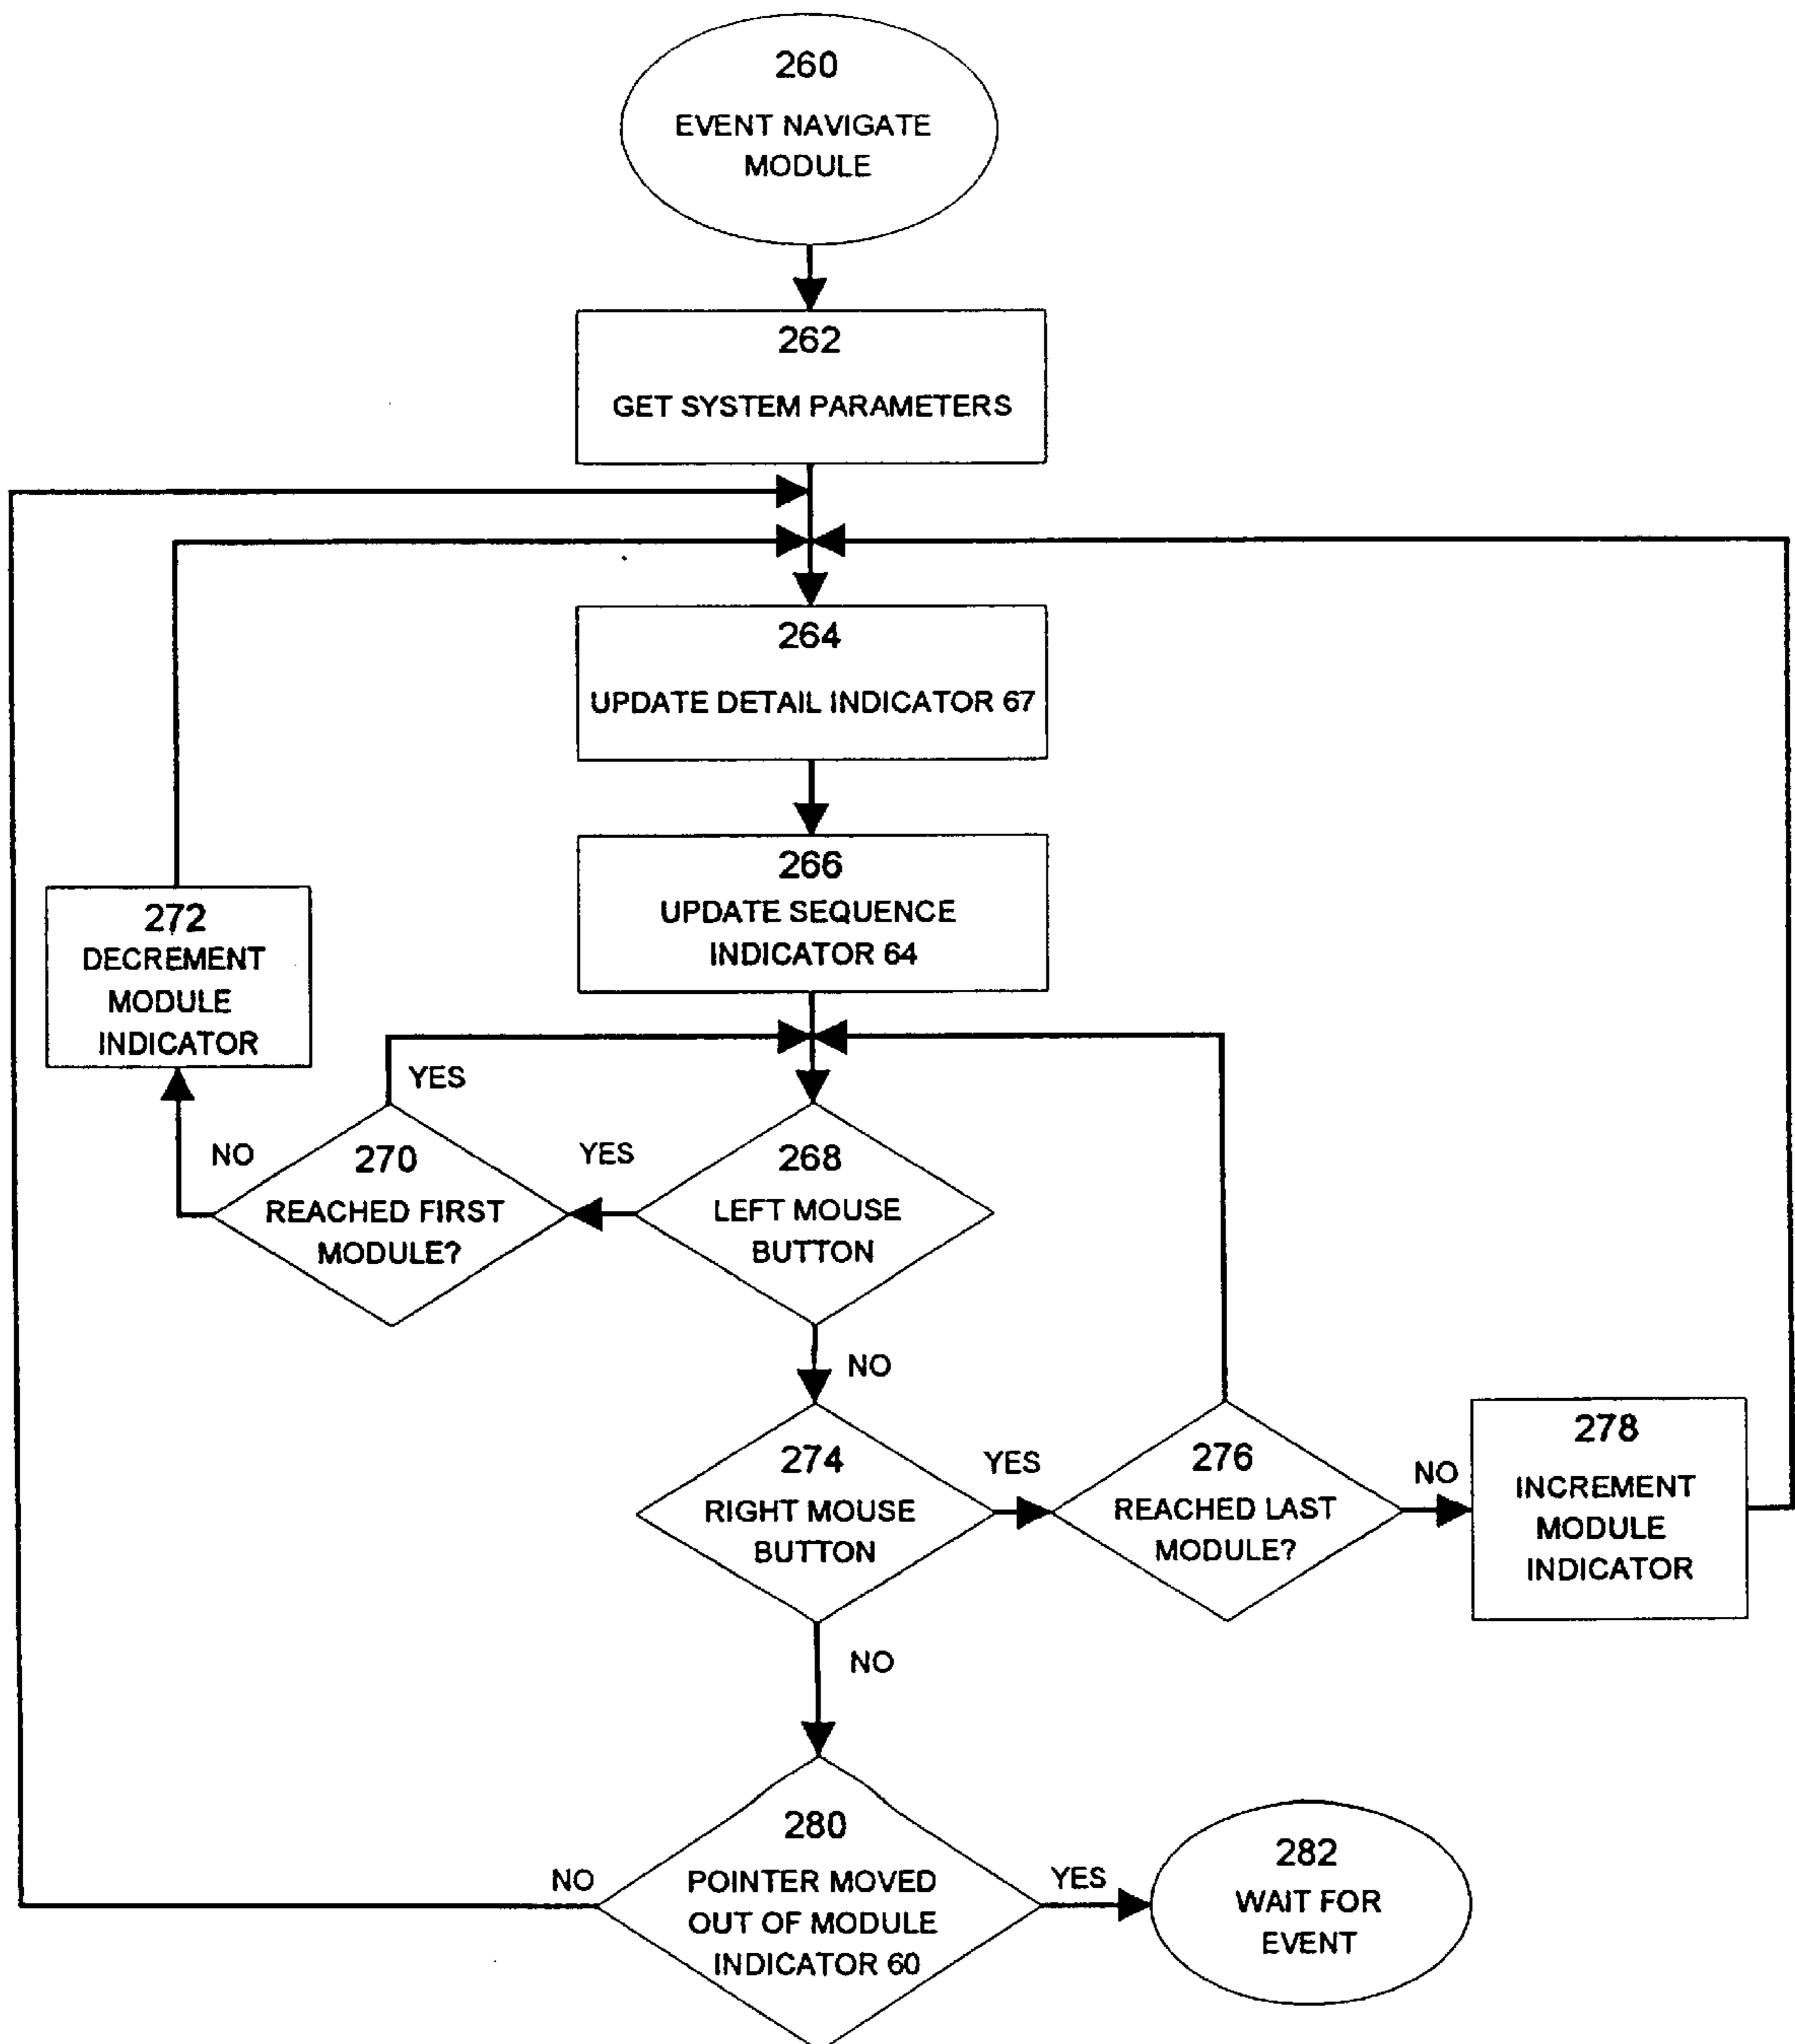 260
EVENT NAVIGATE
MODULE
262
GET SYSTEM PARAMETERS
264
UPDATE DETAIL INDICATOR 67
266
UPDATE SEQUENCE
INDICATOR 64
272
DECREMENT
MODULE
INDICATOR
YES
NO
270
REACHED FIRST
MODULE?
YES
268
LEFT MOUSE
BUTTON
NO
274
RIGHT MOUSE
BUTTON
YES
276
REACHED LAST
MODULE?
NO
278
INCREMENT
MODULE
INDICATOR
NO
280
POINTER MOVED
OUT OF MODULE
INDICATOR 60
NO
YES
282
WAIT FOR
EVENT